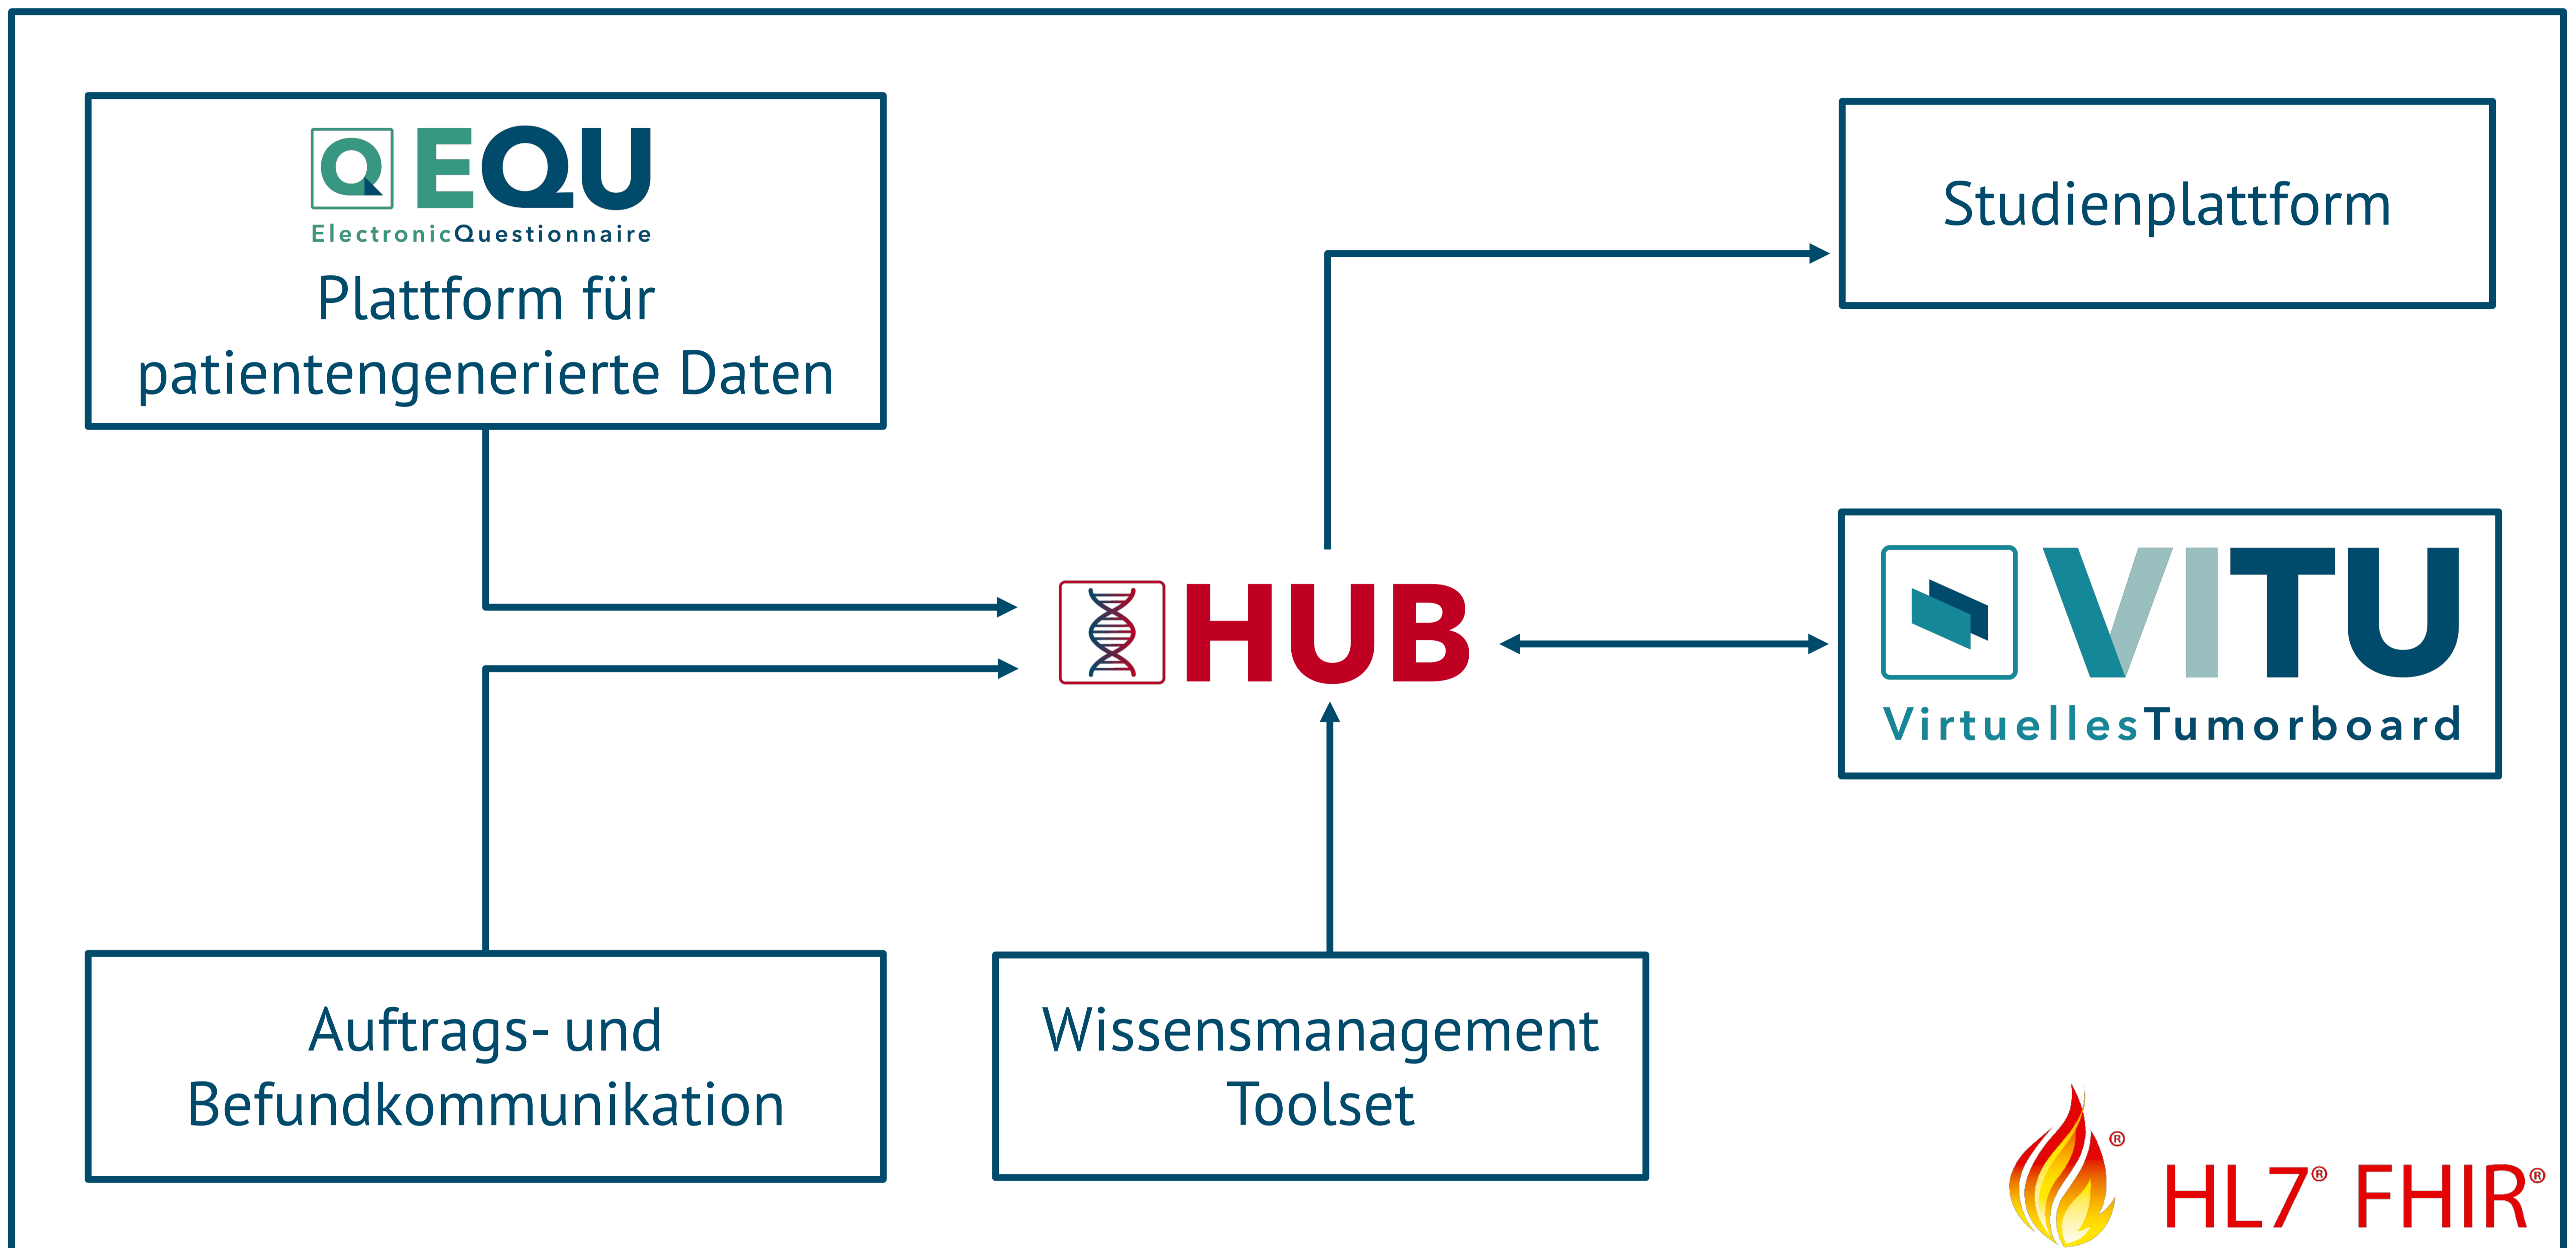 Q EQU
ElectronicQuestionnaire
Plattform für
patientengenerierte Daten
Studienplattform
HUB
VITU
VirtuellesTumorboard
Auftrags- und
Befundkommunikation
Wissensmanagement
Toolset
®
HL7® FHIR®